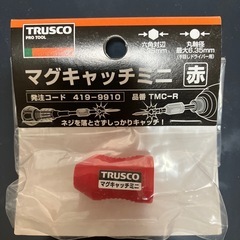 TRUSCO
PRO TOOL
六角対辺
丸軸径
最大6.35mm
マグキャッチミニ
赤
発注コード 419-9910
品番 TMC-R
ネジを落とさずしっかりキャッチ!
TRUSCO
マグキャッチミニ